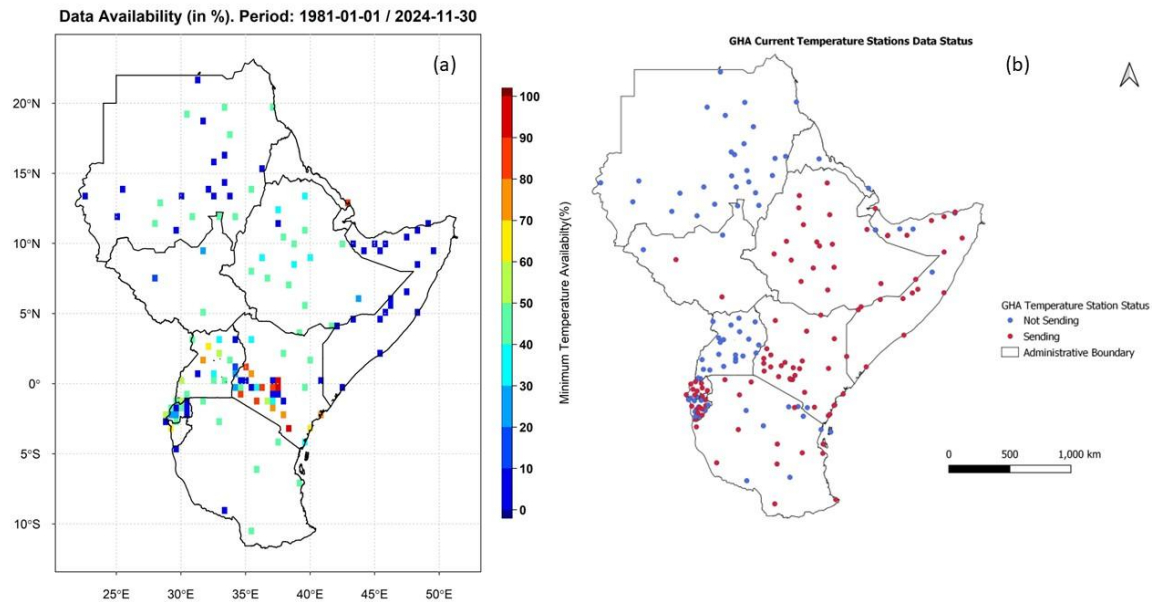 Data Availability (in %). Period: 1981-01-01 / 2024-11-30
(a)
20°N
15°N
10°N
5°N
0°
5°S
10°S
25°E
30°E
35°E
40°E
45°E
50°E
100
90
80
70
60
50
40
30
20
10
0
Minimum Temperature Availability(%)
GHA Current Temperature Stations Data Status
(b)
GHA Temperature Station Status
Not Sending
Sending
Administrative Boundary
0 500 1,000 km